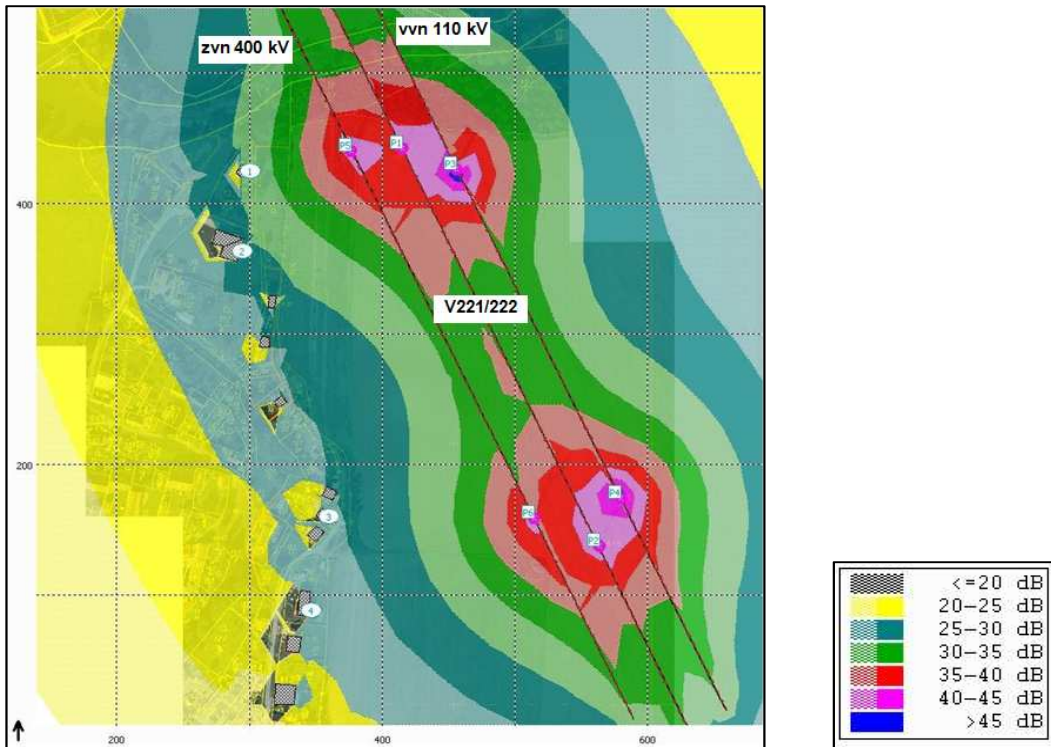 zvn 400 kV
vvn 110 kV
P5
P1
P3
1
400
2
V221/222
200
P4
P6
3
P2
4
200
400
600
<=20 dB
20-25 dB
25-30 dB
30-35 dB
35-40 dB
40-45 dB
>45 dB